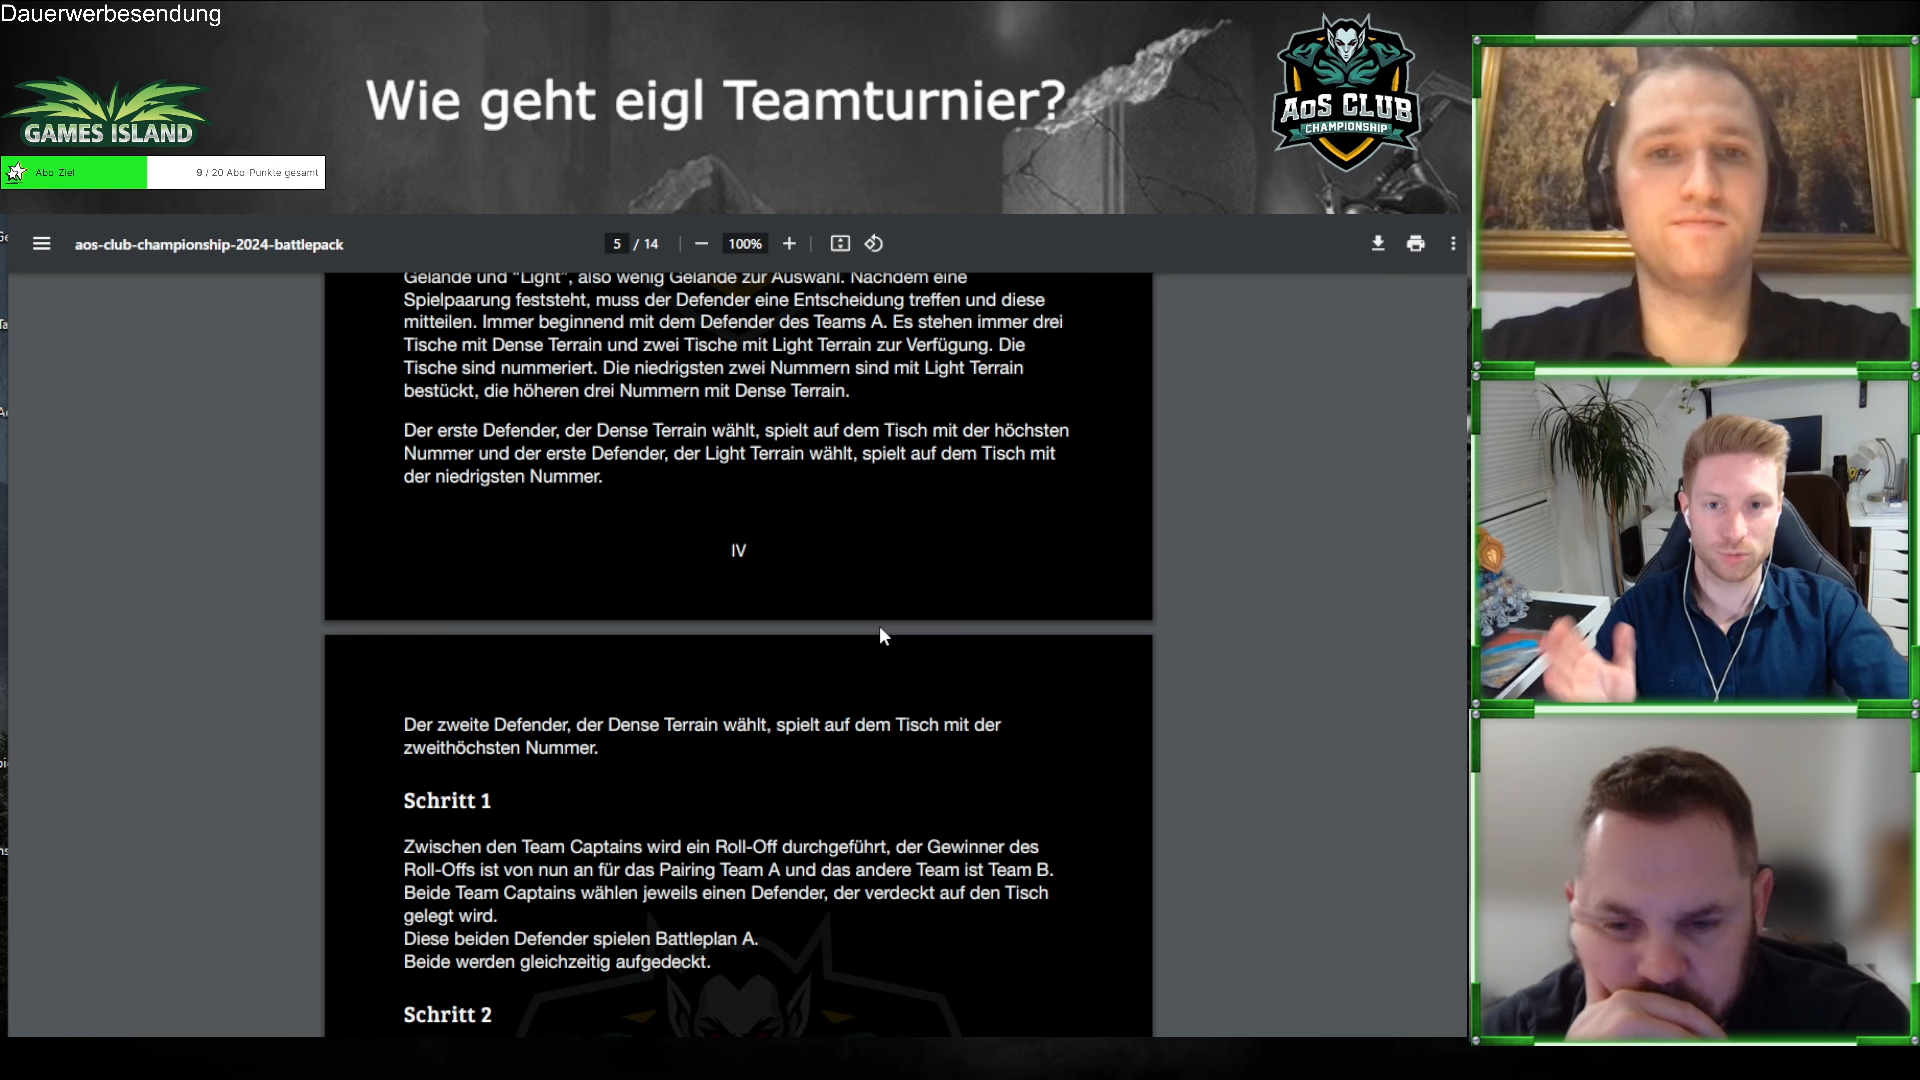 Dauerwerbesendung
GAMES ISLAND
Wie geht eigl Teamturnier?
AOS CLUB
CHAMPIONSHIP
Abo-Ziel
9 / 20 Abo-Punkte gesamt
aos-club-championship-2024-battlepack
5 / 14
100%
Gelände und "Light", also wenig Gelände zur Auswahl. Nachdem eine
Spielpaarung feststeht, muss der Defender eine Entscheidung treffen und diese
mitteilen. Immer beginnend mit dem Defender des Teams A. Es stehen immer drei
Tische mit Dense Terrain und zwei Tische mit Light Terrain zur Verfügung. Die
Tische sind nummeriert. Die niedrigsten zwei Nummern sind mit Light Terrain
bestückt, die höheren drei Nummern mit Dense Terrain.
Der erste Defender, der Dense Terrain wählt, spielt auf dem Tisch mit der höchsten
Nummer und der erste Defender, der Light Terrain wählt, spielt auf dem Tisch mit
der niedrigsten Nummer.
IV
Der zweite Defender, der Dense Terrain wählt, spielt auf dem Tisch mit der
zweithöchsten Nummer.
Schritt 1
Zwischen den Team Captains wird ein Roll-Off durchgeführt, der Gewinner des
Roll-Offs ist von nun an für das Pairing Team A und das andere Team ist Team B.
Beide Team Captains wählen jeweils einen Defender, der verdeckt auf den Tisch
gelegt wird.
Diese beiden Defender spielen Battleplan A.
Beide werden gleichzeitig aufgedeckt.
Schritt 2